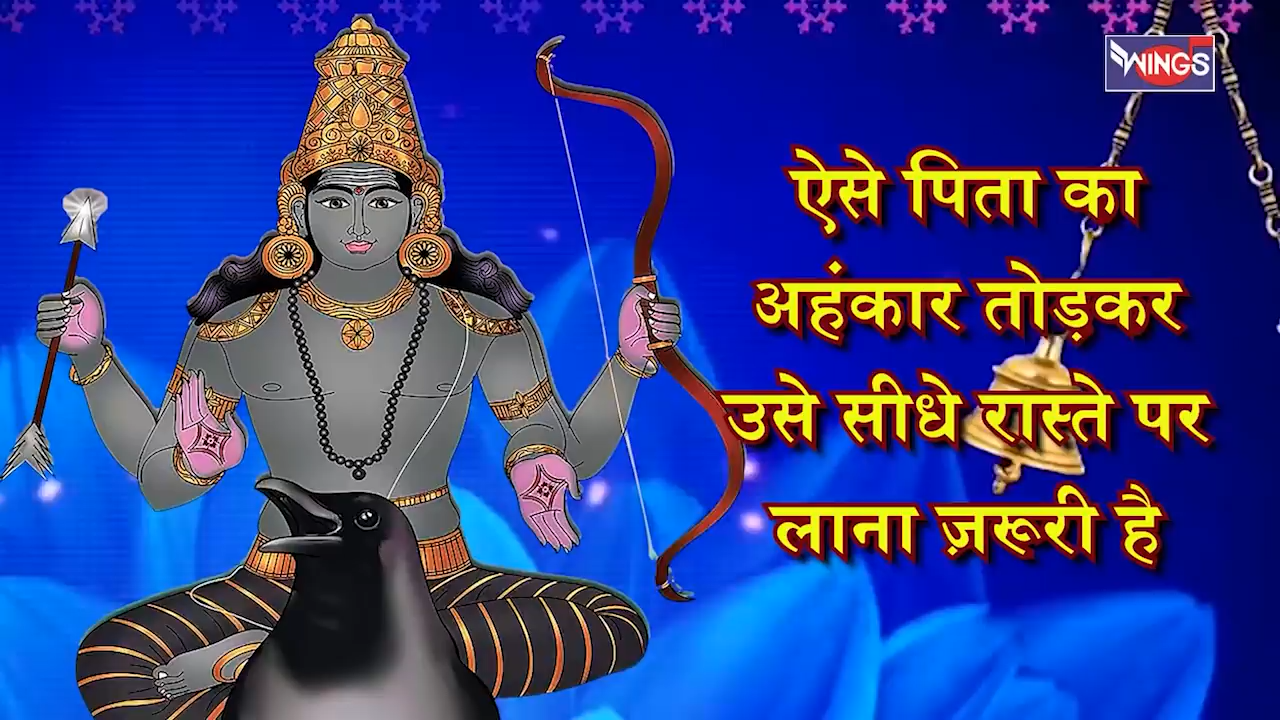 WINGS
ऐसे पिता का
अहंकार तोड़कर
उसे सीधे रास्ते पर
लाना ज़रूरी है